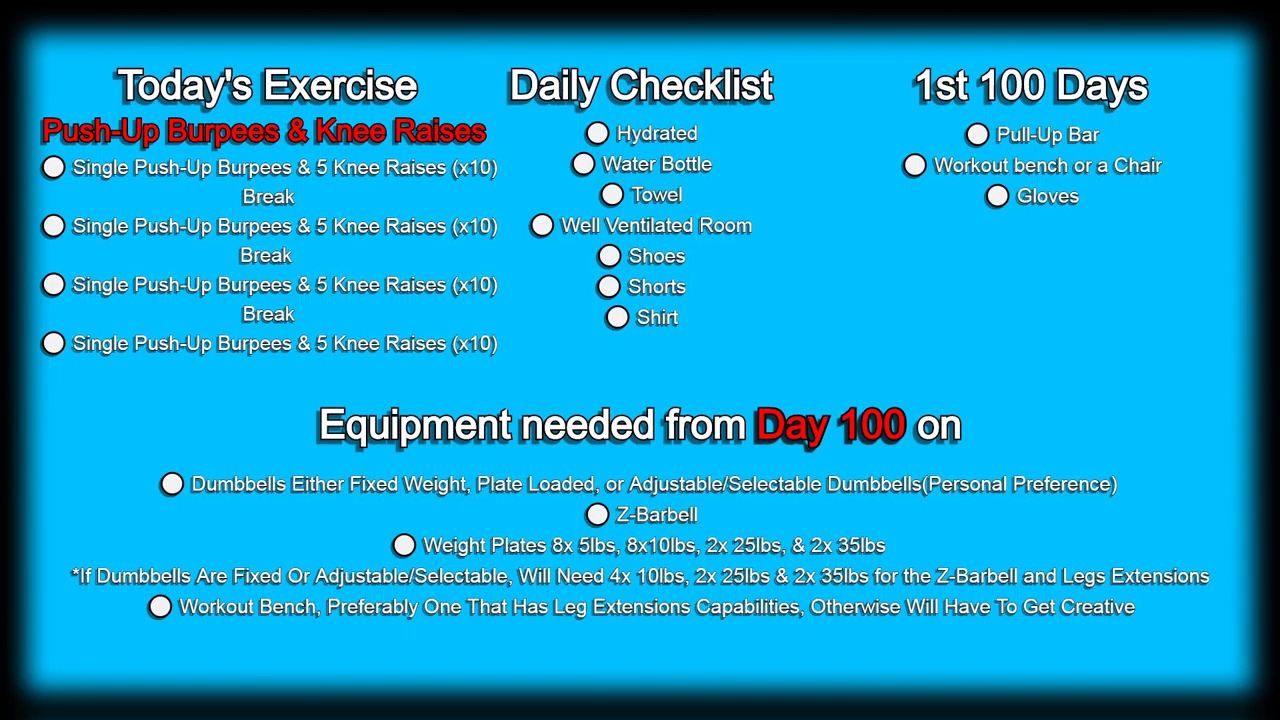 Today's Exercise
Push-Up Burpees & Knee Raises
Single Push-Up Burpees & 5 Knee Raises (x10)
Break
Single Push-Up Burpees & 5 Knee Raises (x10)
Break
Single Push-Up Burpees & 5 Knee Raises (x10)
Break
Single Push-Up Burpees & 5 Knee Raises (x10)
Daily Checklist
Hydrated
Water Bottle
Towel
Well Ventilated Room
Shoes
Shorts
Shirt
1st 100 Days
Pull-Up Bar
Workout bench or a Chair
Gloves
Equipment needed from Day 100 on
Dumbbells Either Fixed Weight, Plate Loaded, or Adjustable/Selectable Dumbbells(Personal Preference)
Z-Barbell
Weight Plates 8x 5lbs, 8x10lbs, 2x 25lbs, & 2x 35lbs
*If Dumbbells Are Fixed Or Adjustable/Selectable, Will Need 4x 10lbs, 2x 25lbs & 2x 35lbs for the Z-Barbell and Legs Extensions
Workout Bench, Preferably One That Has Leg Extensions Capabilities, Otherwise Will Have To Get Creative